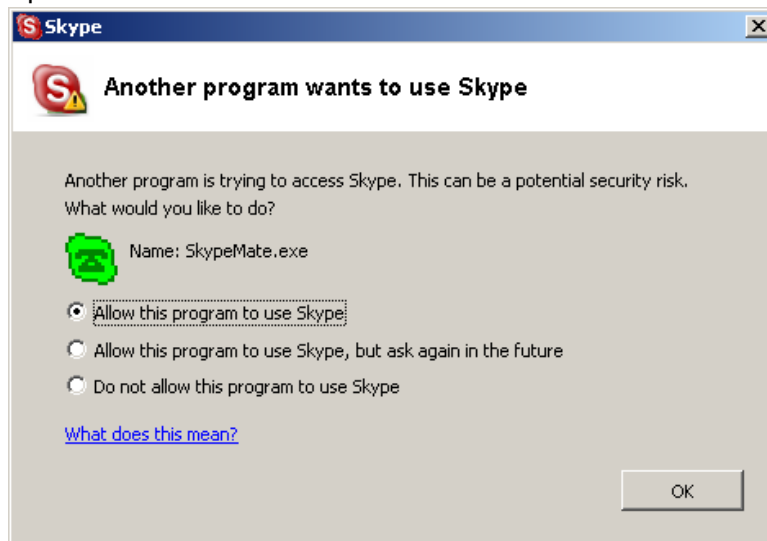 Skype
Another program wants to use Skype
Another program is trying to access Skype. This can be a potential security risk.
What would you like to do?
Name: SkypeMate.exe
Allow this program to use Skype
Allow this program to use Skype, but ask again in the future
Do not allow this program to use Skype
What does this mean?
OK